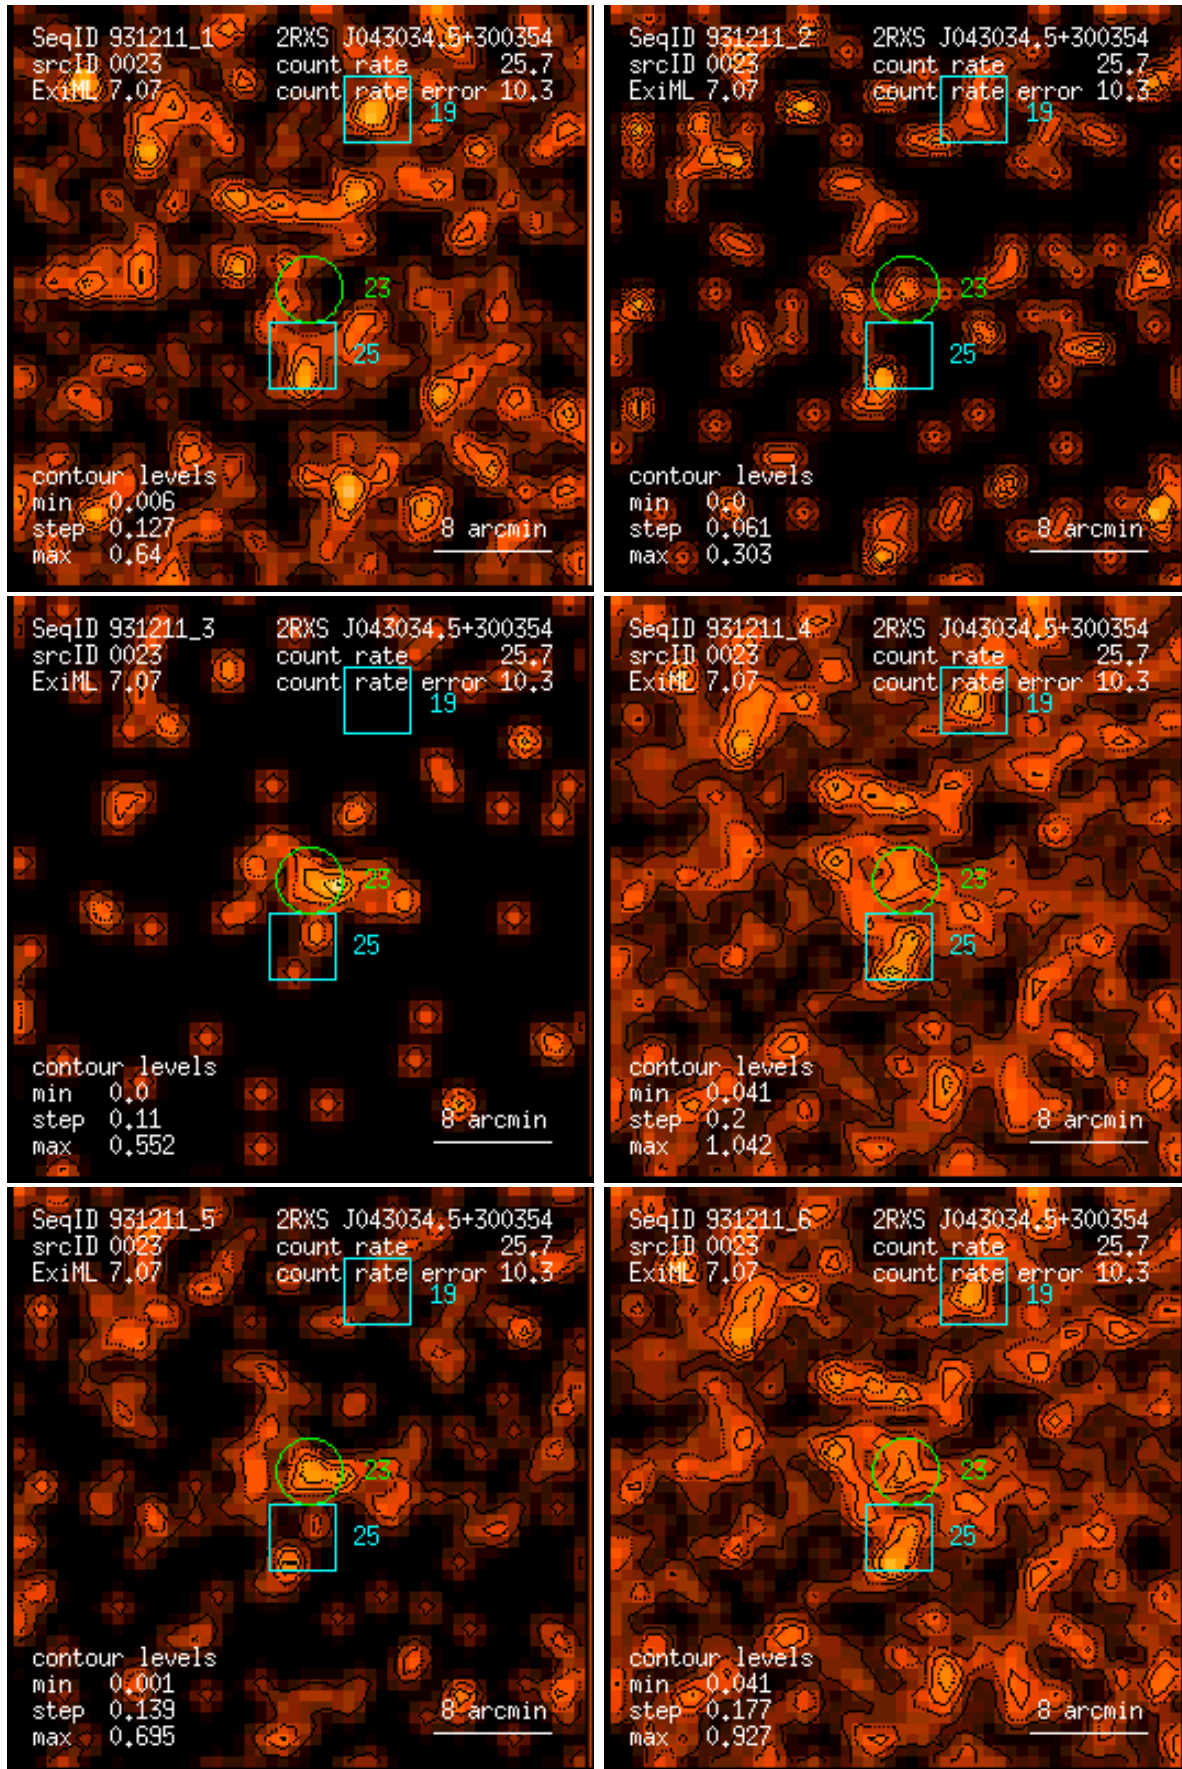 SeqID 931211_1 2RXS J043034.5+300354
srcID 0023 count rate 25.7
ExiML 7.07 count rate error 10.3
19
23
25
contour levels
min 0.006
step 0.127 8 arcmin
max 0.64
SeqID 931211_2 2RXS J043034.5+300354
srcID 0023 count rate 25.7
ExiML 7.07 count rate error 10.3
19
23
25
contour levels
min 0.0
step 0.061 8 arcmin
max 0.303
SeqID 931211_3 2RXS J043034.5+300354
srcID 0023 count rate 25.7
ExiML 7.07 count rate error 10.3
19
23
25
contour levels
min 0.0
step 0.11 8 arcmin
max 0.552
SeqID 931211_4 2RXS J043034.5+300354
srcID 0023 count rate 25.7
ExiML 7.07 count rate error 10.3
19
23
25
contour levels
min 0.041
step 0.2 8 arcmin
max 1.042
SeqID 931211_5 2RXS J043034.5+300354
srcID 0023 count rate 25.7
ExiML 7.07 count rate error 10.3
19
23
25
contour levels
min 0.001
step 0.139 8 arcmin
max 0.695
SeqID 931211_6 2RXS J043034.5+300354
srcID 0023 count rate 25.7
ExiML 7.07 count rate error 10.3
19
23
25
contour levels
min 0.041
step 0.177 8 arcmin
max 0.927